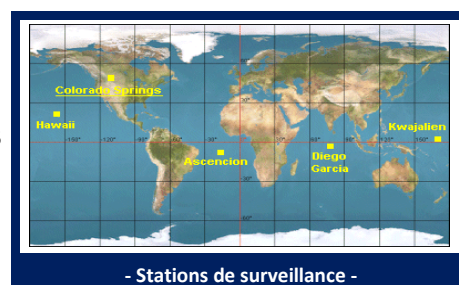 Colorado Springs
Hawaii
Kwajalien
Ascencion
Diego
Garcia
- Stations de surveillance -